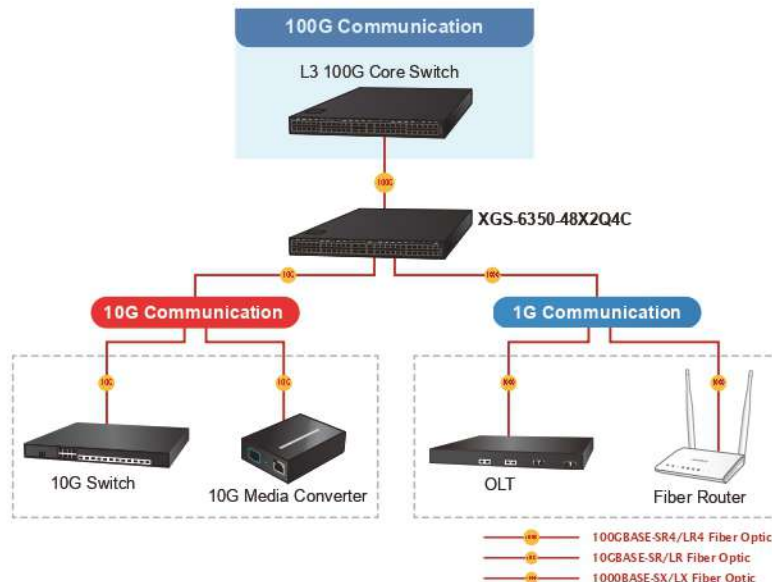 100G Communication
L3 100G Core Switch
100G
XGS-6350-48X2Q4C
10G
10G Communication
1G Communication
10G
10G
10G Switch
10G Media Converter
OLT
Fiber Router
100GBASE-SR4/LR4 Fiber Optic
10GBASE-SR/LR Fiber Optic
1000BASE-SX/LX Fiber Optic